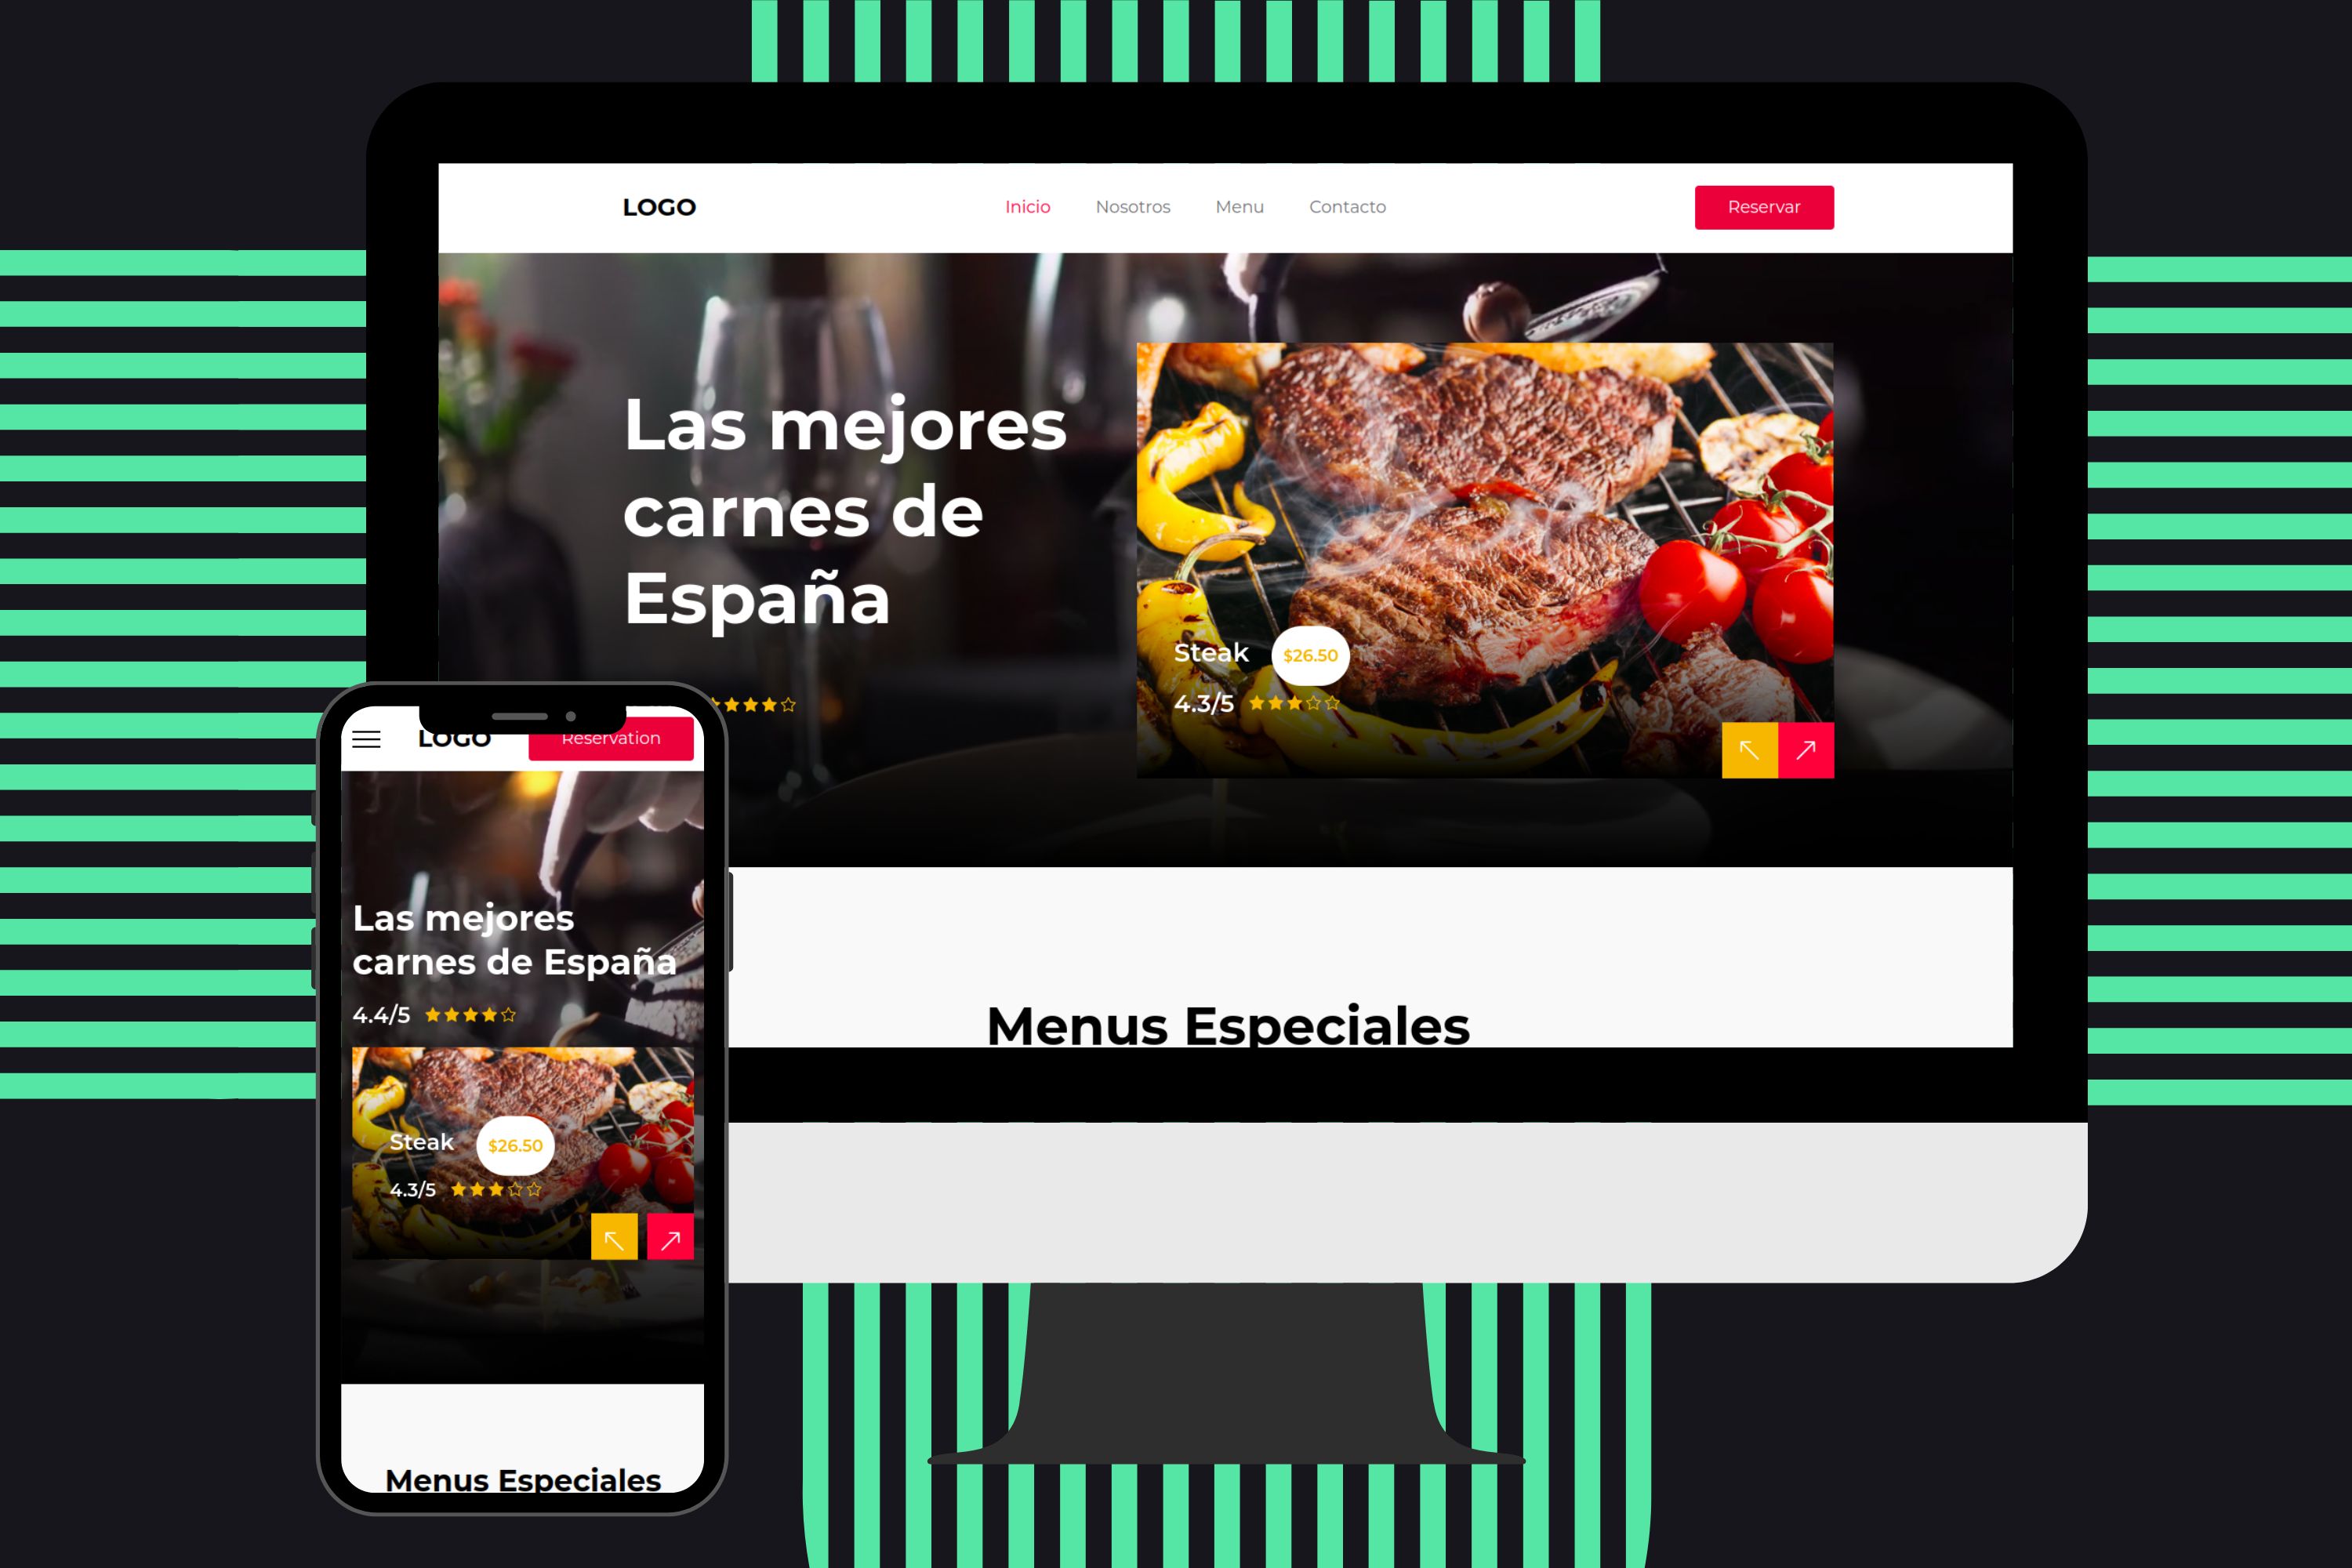 LOGO
Inicio Nosotros Menu Contacto
Reservar
Las mejores
carnes de
España
Steak $26.50
4.3/5
Menus Especiales
LOGO
Reservation
Las mejores
carnes de España
4.4/5
Steak $26.50
4.3/5
Menus Especiales